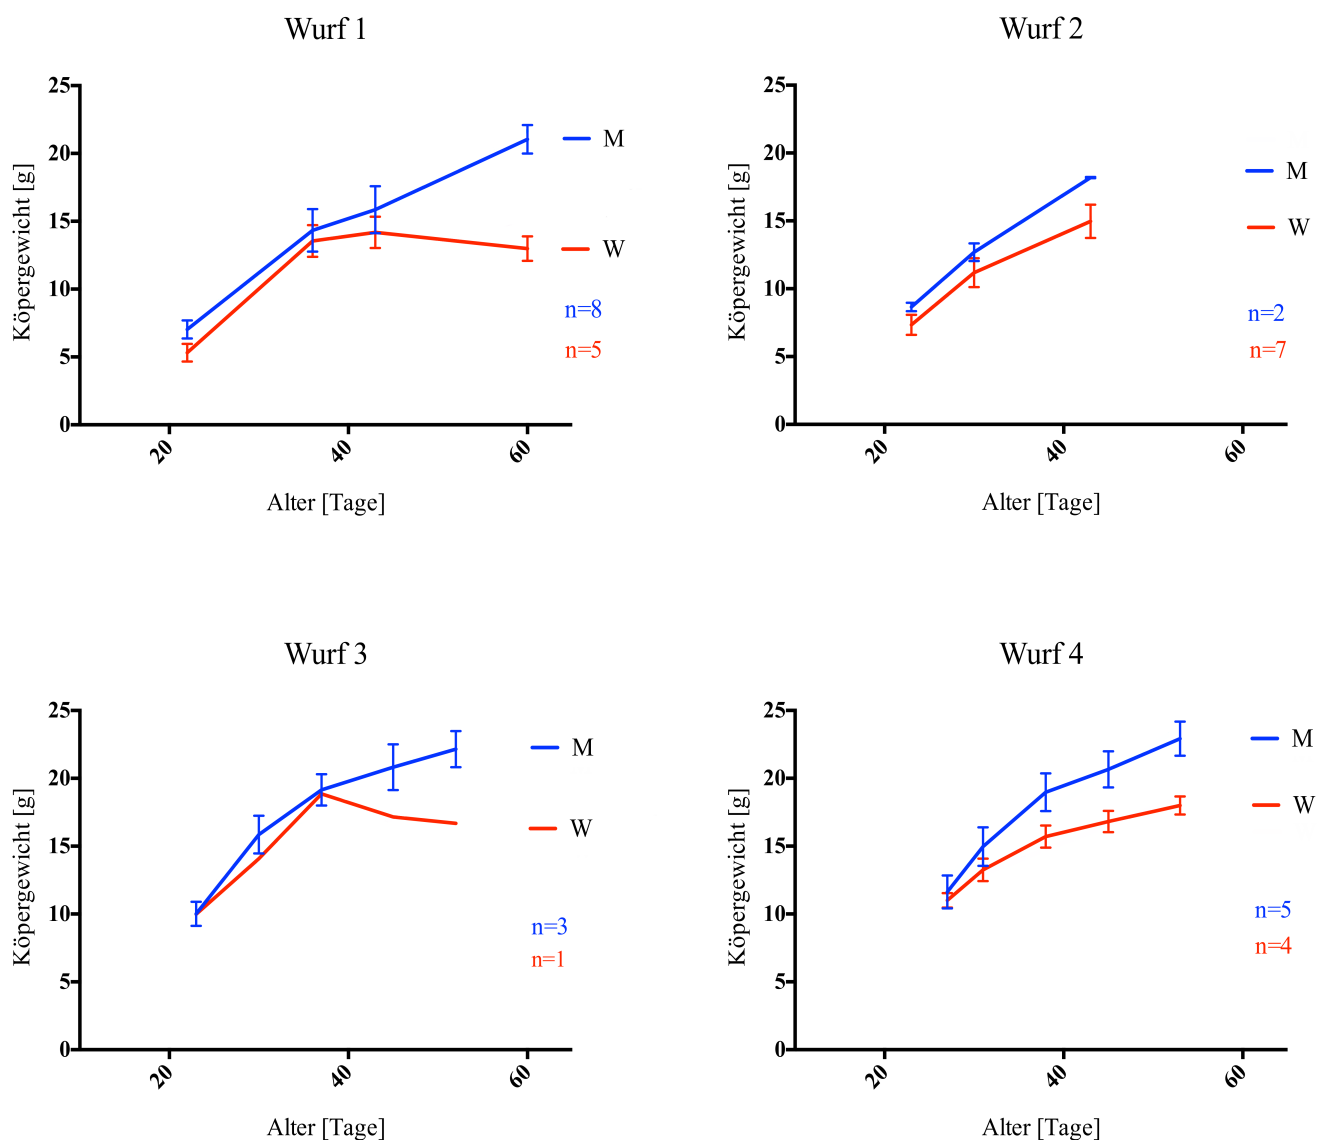 Wurf 1
25
20
15
10
5
0
Köpergewicht [g]
20
40
60
Alter [Tage]
M
W
n=8
n=5
Wurf 2
25
20
15
10
5
0
Köpergewicht [g]
20
40
60
Alter [Tage]
M
W
n=2
n=7
Wurf 3
25
20
15
10
5
0
Köpergewicht [g]
20
40
60
Alter [Tage]
M
W
n=3
n=1
Wurf 4
25
20
15
10
5
0
Köpergewicht [g]
20
40
60
Alter [Tage]
M
W
n=5
n=4